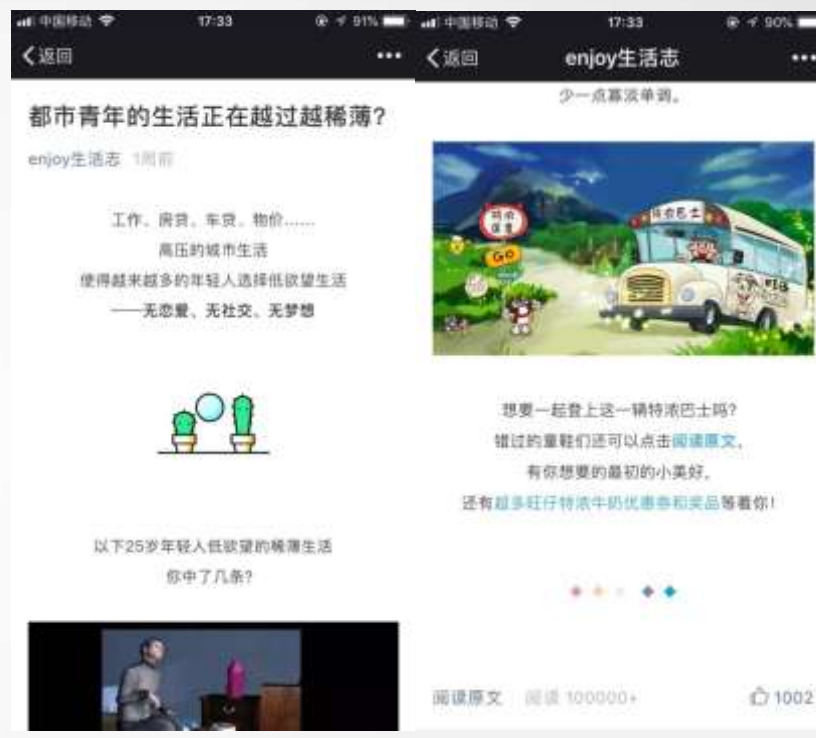 中国移动 17:33 91%
返回
都市青年的生活正在越过越稀薄?
enjoy生活志 1周前
工作、房贷、车贷、物价……
高压的城市生活
使得越来越多的年轻人选择低欲望生活
——无恋爱、无社交、无梦想
以下25岁年轻人低欲望的稀薄生活
你中了几条?
中国移动 17:33 90%
返回 enjoy生活志
少一点寡淡单调。
特浓巴士
GO
旺仔
想要一起登上这一辆特浓巴士吗?
错过的童鞋们还可以点击阅读原文,
有你想要的最初的小美好,
还有超多旺仔特浓牛奶优惠券和奖品等着你!
阅读原文 阅读 100000+ 1002